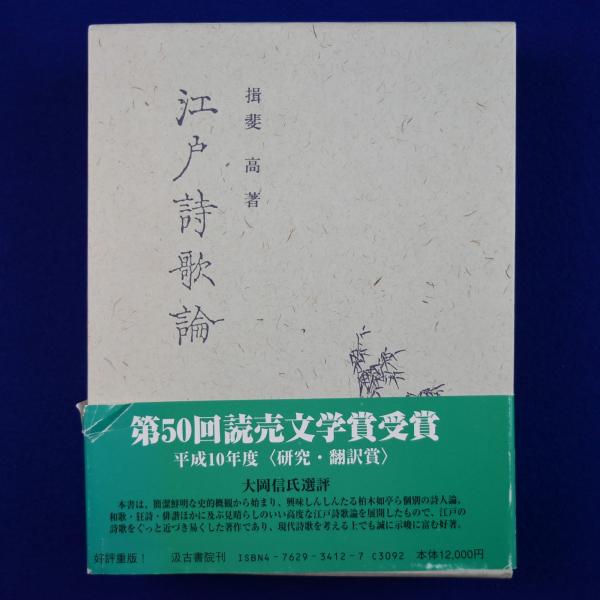 江戸詩歌論
揖斐 高 著
第50回読売文学賞受賞
平成10年度〈研究・翻訳賞〉
大岡信氏選評
本書は、簡潔鮮明な史的概観から始まり、興味しんしんたる柏木如亭ら個別の詩人論、
和歌・狂詩・俳諧ほかに及ぶ見晴らしのいい高度な江戸詩歌論を展開したもので、江戸の
詩歌をぐっと近づき易くした著作であり、現代詩歌を考える上でも誠に示唆に富む好著。
好評重版! 汲古書院刊 ISBN4-7629-3412-7 C3092 本体12,000円